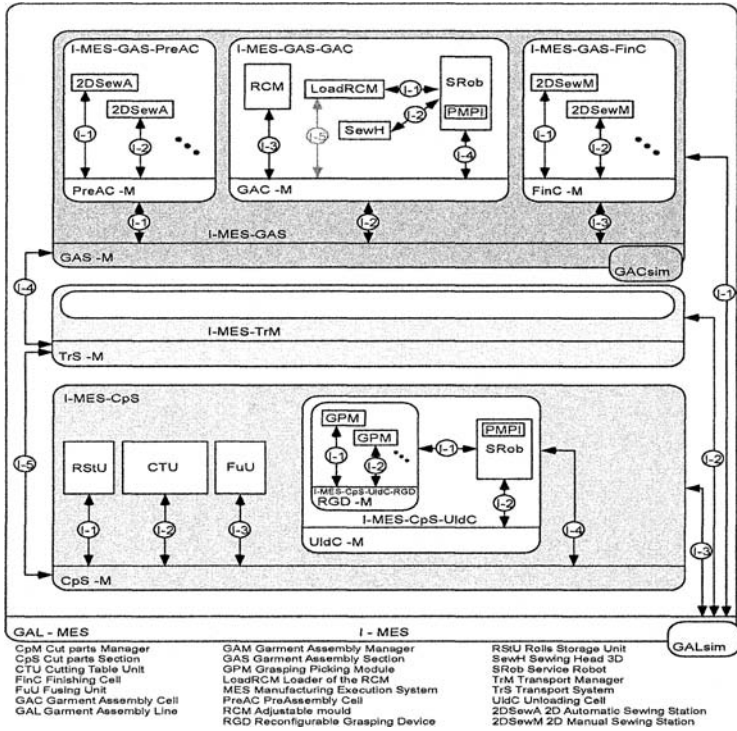 I-MES-GAS-PreAC
I-MES-GAS-GAC
I-MES-GAS-FinC
2DSewA
2DSewA
I-1
I-2
PreAC -M
RCM
LoadRCM
I-1
SRob
PMPI
I-2
SewH
I-3
I-5
I-4
GAC -M
2DSewM
2DSewM
I-1
I-2
FinC -M
I-1
I-2
I-3
I-MES-GAS
GAS -M
GACsim
I-4
I-1
I-MES-TrM
TrS -M
I-MES-CpS
RStU
CTU
FuU
GPM
GPM
I-1
I-2
I-MES-CpS-UldC-RGD
RGD -M
I-1
PMPI
SRob
I-2
I-MES-CpS-UldC
UldC -M
I-5
I-1
I-2
I-3
I-4
I-2
I-3
CpS -M
GAL - MES
I - MES
GALsim
CpM Cut parts Manager
CpS Cut parts Section
CTU Cutting Table Unit
FinC Finishing Cell
FuU Fusing Unit
GAC Garment Assembly Cell
GAL Garment Assembly Line
GAM Garment Assembly Manager
GAS Garment Assembly Section
GPM Grasping Picking Module
LoadRCM Loader of the RCM
MES Manufacturing Execution System
PreAC PreAssembly Cell
RCM Adjustable mould
RGD Reconfigurable Grasping Device
RStU Rolls Storage Unit
SewH Sewing Head 3D
SRob Service Robot
TrM Transport Manager
TrS Transport System
UldC Unloading Cell
2DSewA 2D Automatic Sewing Station
2DSewM 2D Manual Sewing Station